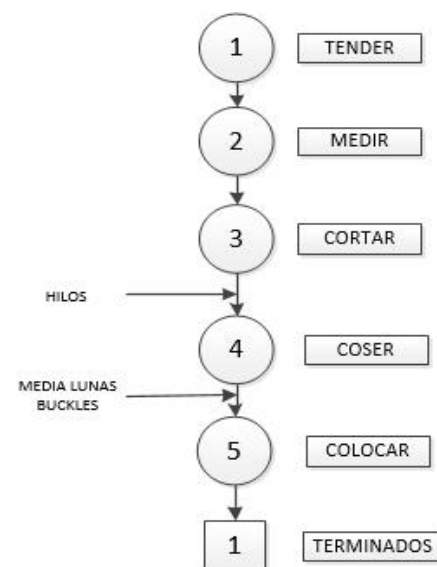 1 TENDER
2 MEDIR
3 CORTAR
HILOS
4 COSER
MEDIA LUNAS
BUCKLES
5 COLOCAR
1 TERMINADOS